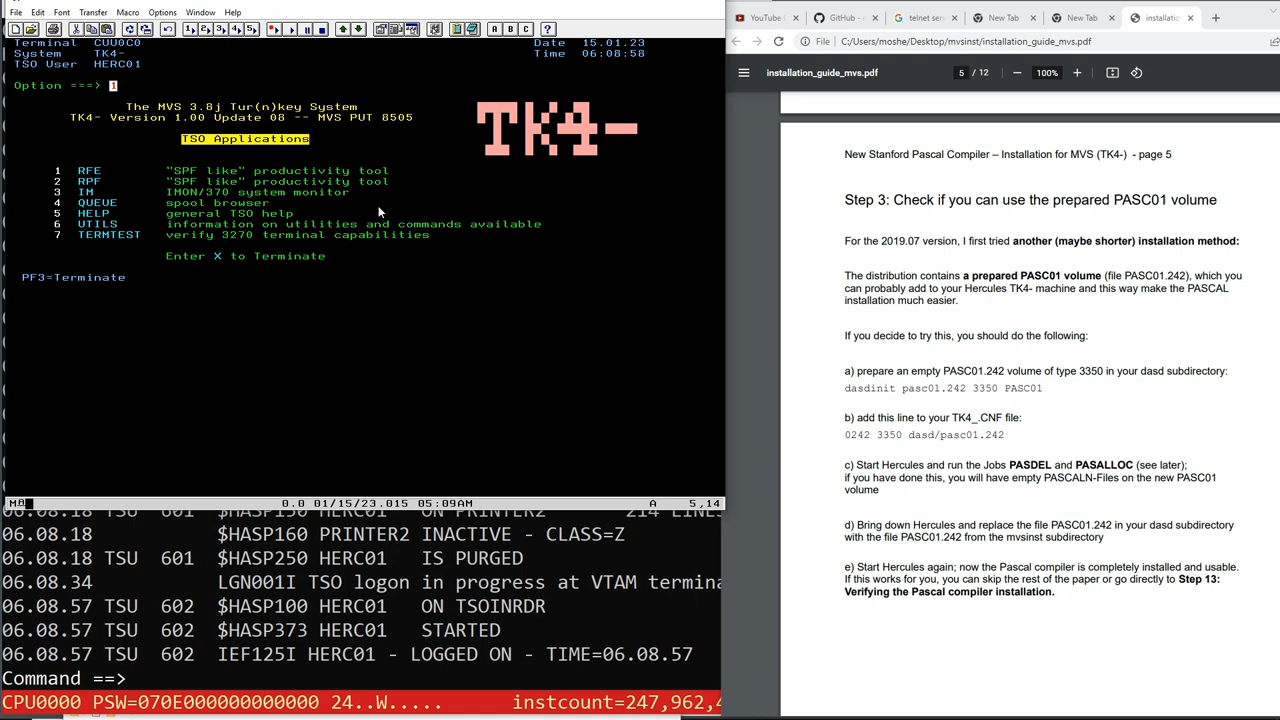 File Edit Font Transfer Macro Options Window Help
Terminal CUU0C0 Date 15.01.23
System TK4- Time 06:08:58
TSO User HERC01
Option ===> 1
The MVS 3.8j Tur(n)key System
TK4- Version 1.00 Update 08 -- MVS PUT 8505
TK4-
TSO Applications
1 RFE "SPF like" productivity tool
2 RPF "SPF like" productivity tool
3 IM IMON/370 system monitor
4 QUEUE spool browser
5 HELP general TSO help
6 UTILS information on utilities and commands available
7 TERMTEST verify 3270 terminal capabilities
Enter X to Terminate
PF3=Terminate
0.0 01/15/23.015 05:09AM A 5,14
06.08.18 TSU 601 $HASP150 HERC01 ON PRINTER2 214 LINES
06.08.18 $HASP160 PRINTER2 INACTIVE - CLASS=Z
06.08.18 TSU 601 $HASP250 HERC01 IS PURGED
06.08.34 LGN001I TSO logon in progress at VTAM termina
06.08.57 TSU 602 $HASP100 HERC01 ON TSOINRDR
06.08.57 TSU 602 $HASP373 HERC01 STARTED
06.08.57 TSU 602 IEF125I HERC01 - LOGGED ON - TIME=06.08.57
Command ==>
CPU0000 PSW=070E000000000000 24..W..... instcount=247,962,4
YouTube GitHub - telnet ser New Tab New Tab installatio
File C:/Users/moshe/Desktop/mvsinst/installation_guide_mvs.pdf
installation_guide_mvs.pdf 5 / 12 100%
New Stanford Pascal Compiler – Installation for MVS (TK4-) - page 5
Step 3: Check if you can use the prepared PASC01 volume
For the 2019.07 version, I first tried another (maybe shorter) installation method:
The distribution contains a prepared PASC01 volume (file PASC01.242), which you
can probably add to your Hercules TK4- machine and this way make the PASCAL
installation much easier.
If you decide to try this, you should do the following:
a) prepare an empty PASC01.242 volume of type 3350 in your dasd subdirectory:
dasdinit pasc01.242 3350 PASC01
b) add this line to your TK4_.CNF file:
0242 3350 dasd/pasc01.242
c) Start Hercules and run the Jobs PASDEL and PASALLOC (see later);
if you have done this, you will have empty PASCALN-Files on the new PASC01
volume
d) Bring down Hercules and replace the file PASC01.242 in your dasd subdirectory
with the file PASC01.242 from the mvsinst subdirectory
e) Start Hercules again; now the Pascal compiler is completely installed and usable.
If this works for you, you can skip the rest of the paper or go directly to Step 13:
Verifying the Pascal compiler installation.